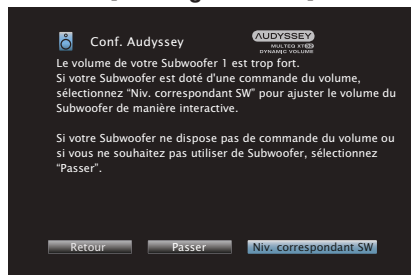 Conf. Audyssey
AUDYSSEY
MULTEQ XT32
DYNAMIC VOLUME
Le volume de votre Subwoofer 1 est trop fort.
Si votre Subwoofer est doté d'une commande du volume,
sélectionnez “Niv. correspondant SW” pour ajuster le volume du
Subwoofer de manière interactive.
Si votre Subwoofer ne dispose pas de commande du volume ou
si vous ne souhaitez pas utiliser de Subwoofer, sélectionnez
“Passer”.
Retour Passer Niv. correspondant SW